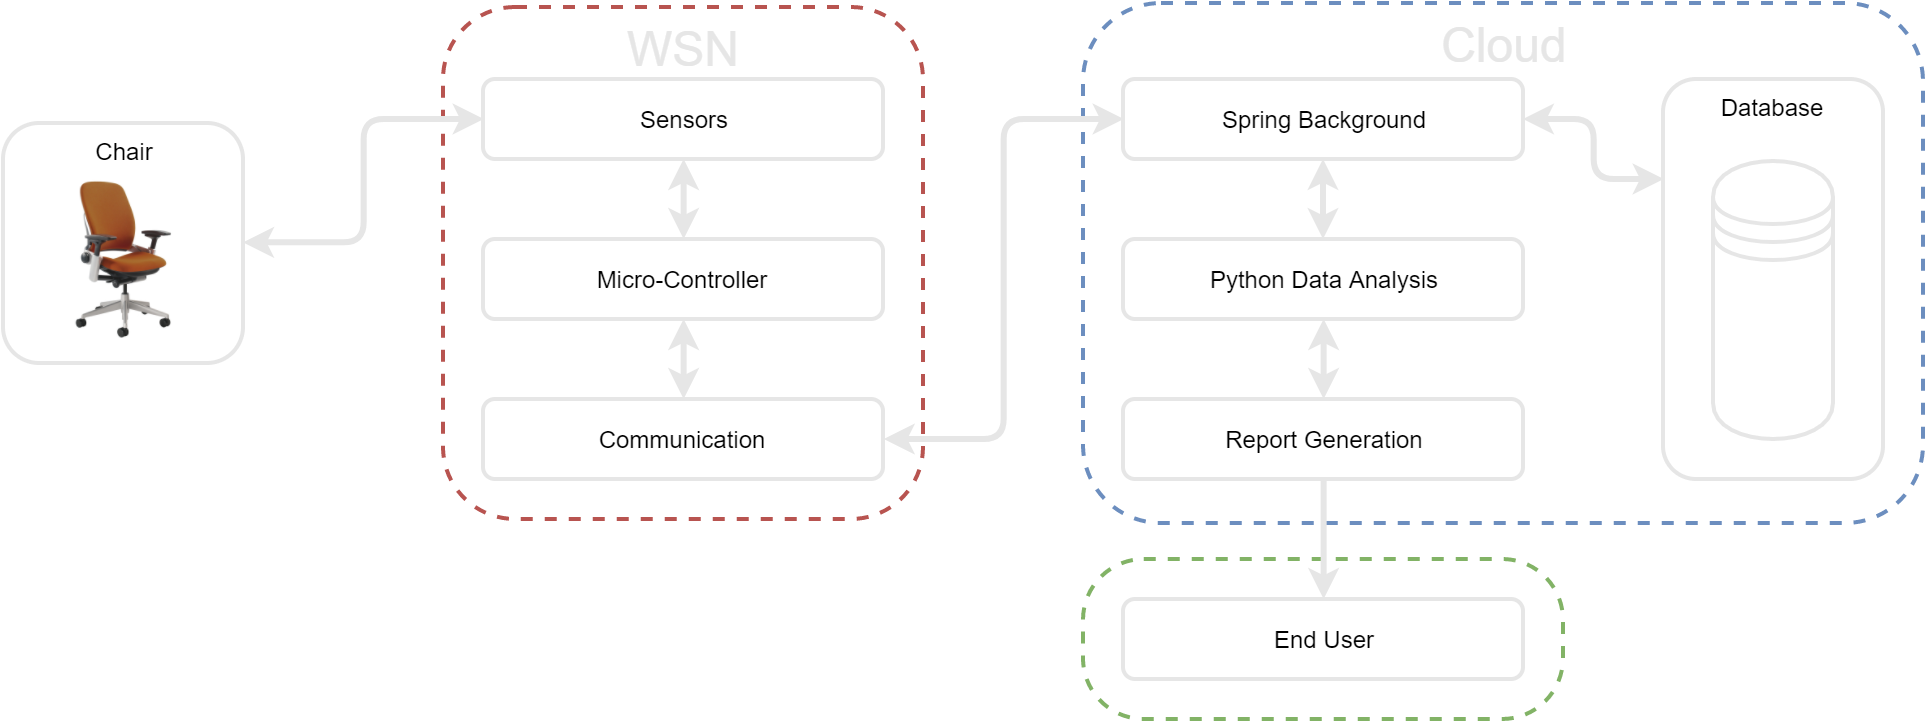 Chair
WSN
Sensors
Micro-Controller
Communication
Cloud
Spring Background
Python Data Analysis
Report Generation
Database
End User